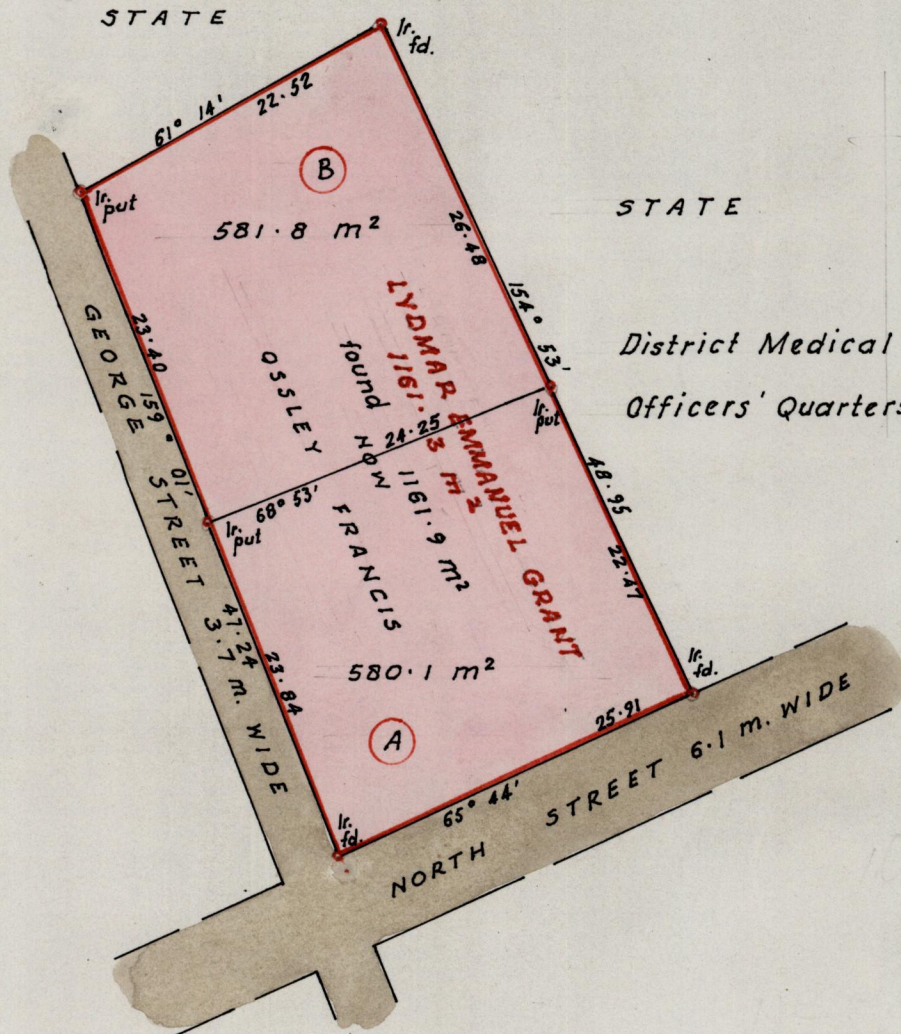 STATE
Ir.
fd.
61° 14'
22.52
Ir.
put
B
581.8 m²
STATE
26.48
154° 53'
District Medical
Officers' Quarters
GEORGE STREET 3.7 m. WIDE
23.40
159° 01'
47.24
OSSLEY FRANCIS
found NOW 1161.9 m²
LYDMAR EMMANUEL GRANT
1161.3 m²
24.25
68° 53'
Ir.
put
Ir.
put
48.95
22.47
23.84
580.1 m²
A
Ir.
fd.
25.91
65° 44'
Ir.
fd.
NORTH STREET 6.1 m. WIDE